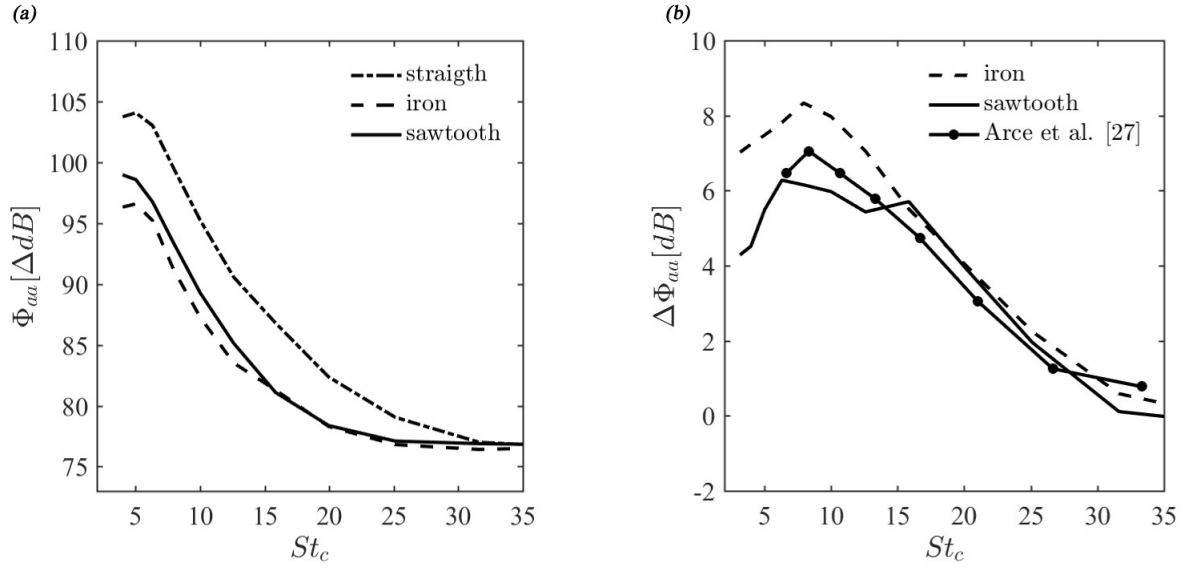 (a)
110
105
100
95
90
85
80
75
Φaa[ΔdB]
5 10 15 20 25 30 35
Stc
straigth
iron
sawtooth
(b)
10
8
6
4
2
0
-2
ΔΦaa[dB]
5 10 15 20 25 30 35
Stc
iron
sawtooth
Arce et al. [27]